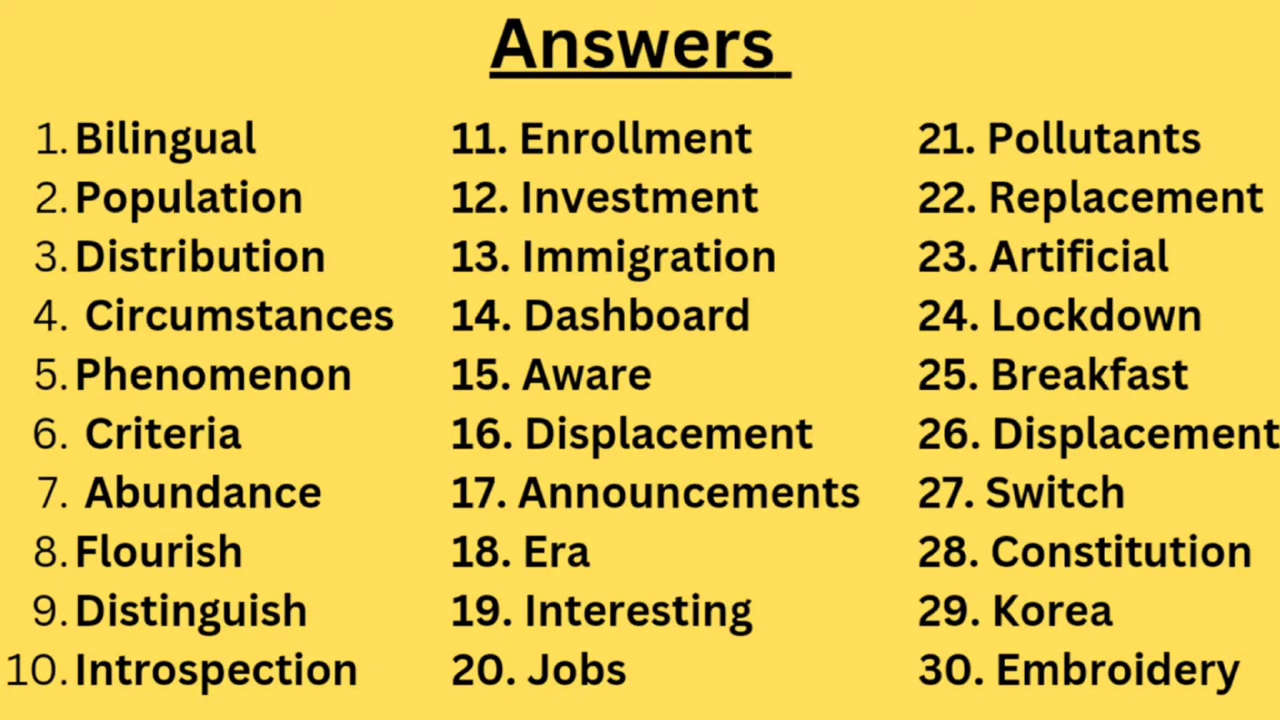 Answers
1. Bilingual
2. Population
3. Distribution
4. Circumstances
5. Phenomenon
6. Criteria
7. Abundance
8. Flourish
9. Distinguish
10. Introspection
11. Enrollment
12. Investment
13. Immigration
14. Dashboard
15. Aware
16. Displacement
17. Announcements
18. Era
19. Interesting
20. Jobs
21. Pollutants
22. Replacement
23. Artificial
24. Lockdown
25. Breakfast
26. Displacement
27. Switch
28. Constitution
29. Korea
30. Embroidery